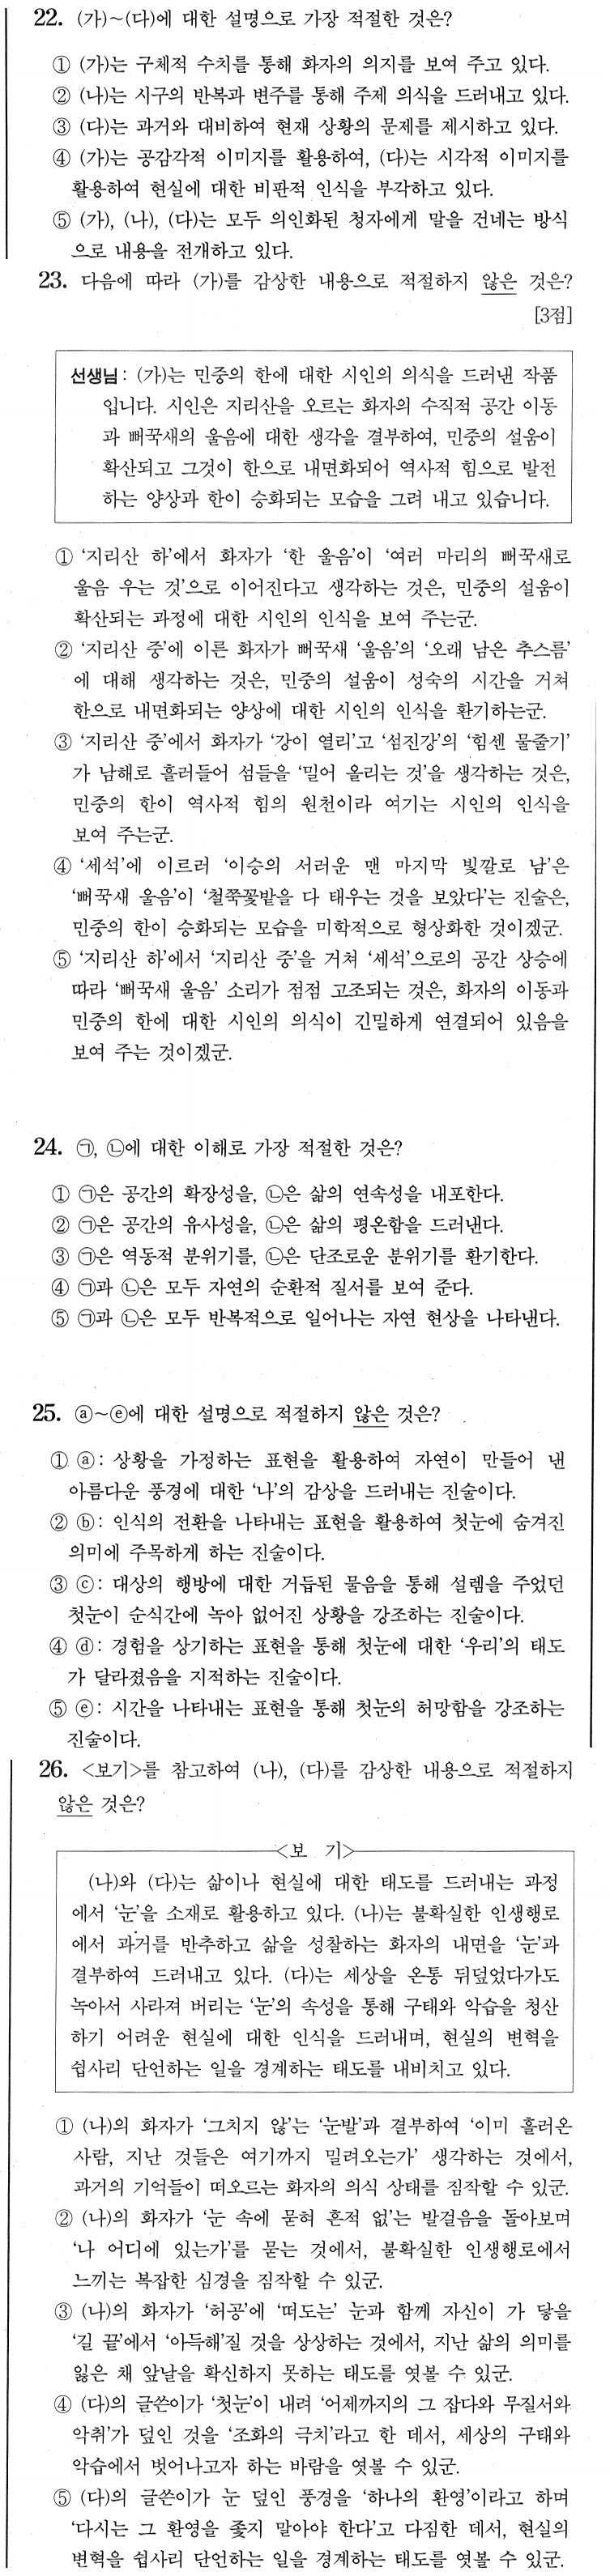 22. (가)~(다)에 대한 설명으로 가장 적절한 것은?
① (가)는 구체적 수치를 통해 화자의 의지를 보여 주고 있다.
② (나)는 시구의 반복과 변주를 통해 주제 의식을 드러내고 있다.
③ (다)는 과거와 대비하여 현재 상황의 문제를 제시하고 있다.
④ (가)는 공감각적 이미지를 활용하여, (다)는 시각적 이미지를
활용하여 현실에 대한 비판적 인식을 부각하고 있다.
⑤ (가), (나), (다)는 모두 의인화된 청자에게 말을 건네는 방식
으로 내용을 전개하고 있다.
23. 다음에 따라 (가)를 감상한 내용으로 적절하지 않은 것은?
[3점]
선생님: (가)는 민중의 한에 대한 시인의 의식을 드러낸 작품
입니다. 시인은 지리산을 오르는 화자의 수직적 공간 이동
과 뻐꾹새의 울음에 대한 생각을 결부하여, 민중의 설움이
확산되고 그것이 한으로 내면화되어 역사적 힘으로 발전
하는 양상과 한이 승화되는 모습을 그려 내고 있습니다.
① ‘지리산 하’에서 화자가 ‘한 울음’이 ‘여러 마리의 뻐꾹새로
울음 우는 것’으로 이어진다고 생각하는 것은, 민중의 설움이
확산되는 과정에 대한 시인의 인식을 보여 주는군.
② ‘지리산 중’에 이른 화자가 뻐꾹새 ‘울음’의 ‘오래 남은 추스름’
에 대해 생각하는 것은, 민중의 설움이 성숙의 시간을 거쳐
한으로 내면화되는 양상에 대한 시인의 인식을 환기하는군.
③ ‘지리산 중’에서 화자가 ‘강이 열리’고 ‘섬진강’의 ‘힘센 물줄기’
가 남해로 흘러들어 섬들을 ‘밀어 올리는 것’을 생각하는 것은,
민중의 한이 역사적 힘의 원천이라 여기는 시인의 인식을
보여 주는군.
④ ‘세석’에 이르러 ‘이승의 서러운 맨 마지막 빛깔로 남’은
‘뻐꾹새 울음’이 ‘철쭉꽃밭을 다 태우는 것을 보았다’는 진술은,
민중의 한이 승화되는 모습을 미학적으로 형상화한 것이겠군.
⑤ ‘지리산 하’에서 ‘지리산 중’을 거쳐 ‘세석’으로의 공간 상승에
따라 ‘뻐꾹새 울음’ 소리가 점점 고조되는 것은, 화자의 이동과
민중의 한에 대한 시인의 의식이 긴밀하게 연결되어 있음을
보여 주는 것이겠군.
24. ㉠, ㉡에 대한 이해로 가장 적절한 것은?
① ㉠은 공간의 확장성을, ㉡은 삶의 연속성을 내포한다.
② ㉠은 공간의 유사성을, ㉡은 삶의 평온함을 드러낸다.
③ ㉠은 역동적 분위기를, ㉡은 단조로운 분위기를 환기한다.
④ ㉠과 ㉡은 모두 자연의 순환적 질서를 보여 준다.
⑤ ㉠과 ㉡은 모두 반복적으로 일어나는 자연 현상을 나타낸다.
25. ⓐ~ⓔ에 대한 설명으로 적절하지 않은 것은?
① ⓐ: 상황을 가정하는 표현을 활용하여 자연이 만들어 낸
아름다운 풍경에 대한 ‘나’의 감상을 드러내는 진술이다.
② ⓑ: 인식의 전환을 나타내는 표현을 활용하여 첫눈에 숨겨진
의미에 주목하게 하는 진술이다.
③ ⓒ: 대상의 행방에 대한 거듭된 물음을 통해 설렘을 주었던
첫눈이 순식간에 녹아 없어진 상황을 강조하는 진술이다.
④ ⓓ: 경험을 상기하는 표현을 통해 첫눈에 대한 ‘우리’의 태도
가 달라졌음을 지적하는 진술이다.
⑤ ⓔ: 시간을 나타내는 표현을 통해 첫눈의 허망함을 강조하는
진술이다.
26. <보기>를 참고하여 (나), (다)를 감상한 내용으로 적절하지
않은 것은?
<보 기>
(나)와 (다)는 삶이나 현실에 대한 태도를 드러내는 과정
에서 ‘눈’을 소재로 활용하고 있다. (나)는 불확실한 인생행로
에서 과거를 반추하고 삶을 성찰하는 화자의 내면을 ‘눈’과
결부하여 드러내고 있다. (다)는 세상을 온통 뒤덮었다가도
녹아서 사라져 버리는 ‘눈’의 속성을 통해 구태와 악습을 청산
하기 어려운 현실에 대한 인식을 드러내며, 현실의 변혁을
쉽사리 단언하는 일을 경계하는 태도를 내비치고 있다.
① (나)의 화자가 ‘그치지 않’는 ‘눈발’과 결부하여 ‘이미 흘러온
사람, 지난 것들은 여기까지 밀려오는가’ 생각하는 것에서,
과거의 기억들이 떠오르는 화자의 의식 상태를 짐작할 수 있군.
② (나)의 화자가 ‘눈 속에 묻혀 흔적 없’는 발걸음을 돌아보며
‘나 어디에 있는가’를 묻는 것에서, 불확실한 인생행로에서
느끼는 복잡한 심경을 짐작할 수 있군.
③ (나)의 화자가 ‘허공’에 ‘떠도는’ 눈과 함께 자신이 가 닿을
‘길 끝’에서 ‘아득해’질 것을 상상하는 것에서, 지난 삶의 의미를
잃은 채 앞날을 확신하지 못하는 태도를 엿볼 수 있군.
④ (다)의 글쓴이가 ‘첫눈’이 내려 ‘어제까지의 그 잡다와 무질서와
악취’가 덮인 것을 ‘조화의 극치’라고 한 데서, 세상의 구태와
악습에서 벗어나고자 하는 바람을 엿볼 수 있군.
⑤ (다)의 글쓴이가 눈 덮인 풍경을 ‘하나의 환영’이라고 하며
‘다시는 그 환영을 좇지 말아야 한다’고 다짐한 데서, 현실의
변혁을 쉽사리 단언하는 일을 경계하는 태도를 엿볼 수 있군.